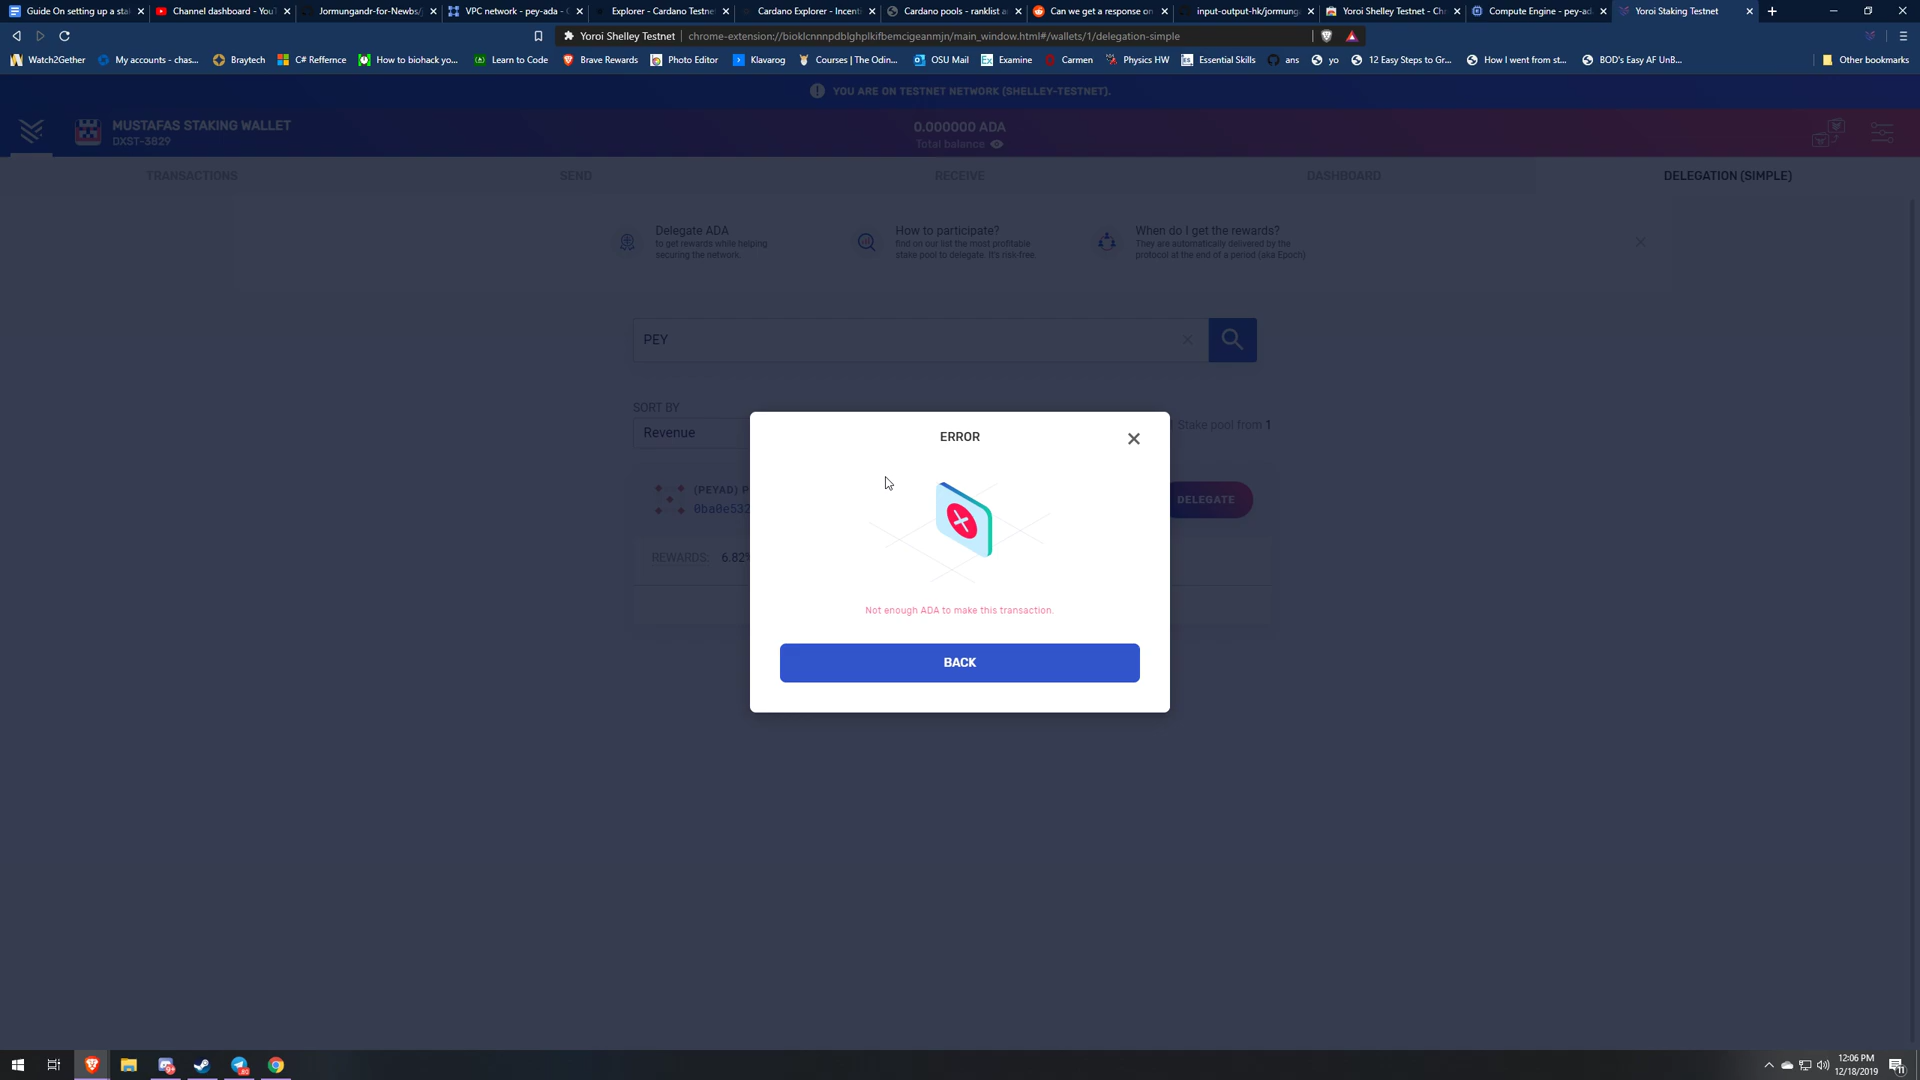 Guide On setting up a sta
Channel dashboard - YouT
Jormungandr-for-Newbs/
VPC network - pey-ada - G
Explorer - Cardano Testne
Cardano Explorer - Incenti
Cardano pools - ranklist a
Can we get a response on
input-output-hk/jormung
Yoroi Shelley Testnet - Ch
Compute Engine - pey-ad
Yoroi Staking Testnet
Yoroi Shelley Testnet
chrome-extension://bioklcnnnpdblghplkifbemcigeanmjn/main_window.html#/wallets/1/delegation-simple
Watch2Gether
My accounts - chas...
Braytech
C# Reffernce
How to biohack yo...
Learn to Code
Brave Rewards
Photo Editor
Klavarog
Courses | The Odin...
OSU Mail
Ex Examine
Carmen
Physics HW
Essential Skills
ans
yo
12 Easy Steps to Gr...
How I went from st...
BOD's Easy AF UnB...
Other bookmarks
YOU ARE ON TESTNET NETWORK (SHELLEY-TESTNET).
MUSTAFAS STAKING WALLET
DXST-3829
0.000000 ADA
Total balance
TRANSACTIONS
SEND
RECEIVE
DASHBOARD
DELEGATION (SIMPLE)
Delegate ADA
to get rewards while helping
securing the network
How to participate?
find on our list the most profitable
stake pool to delegate. It's risk-free.
When do I get the rewards?
They are automatically delivered by the
protocol at the end of a period (aka Epoch)
PEY
SORT BY
Revenue
Stake pool from 1
(PEYAD) P
0ba0e532
DELEGATE
REWARDS: 6.82%
ERROR
Not enough ADA to make this transaction.
BACK
12:06 PM
12/18/2019